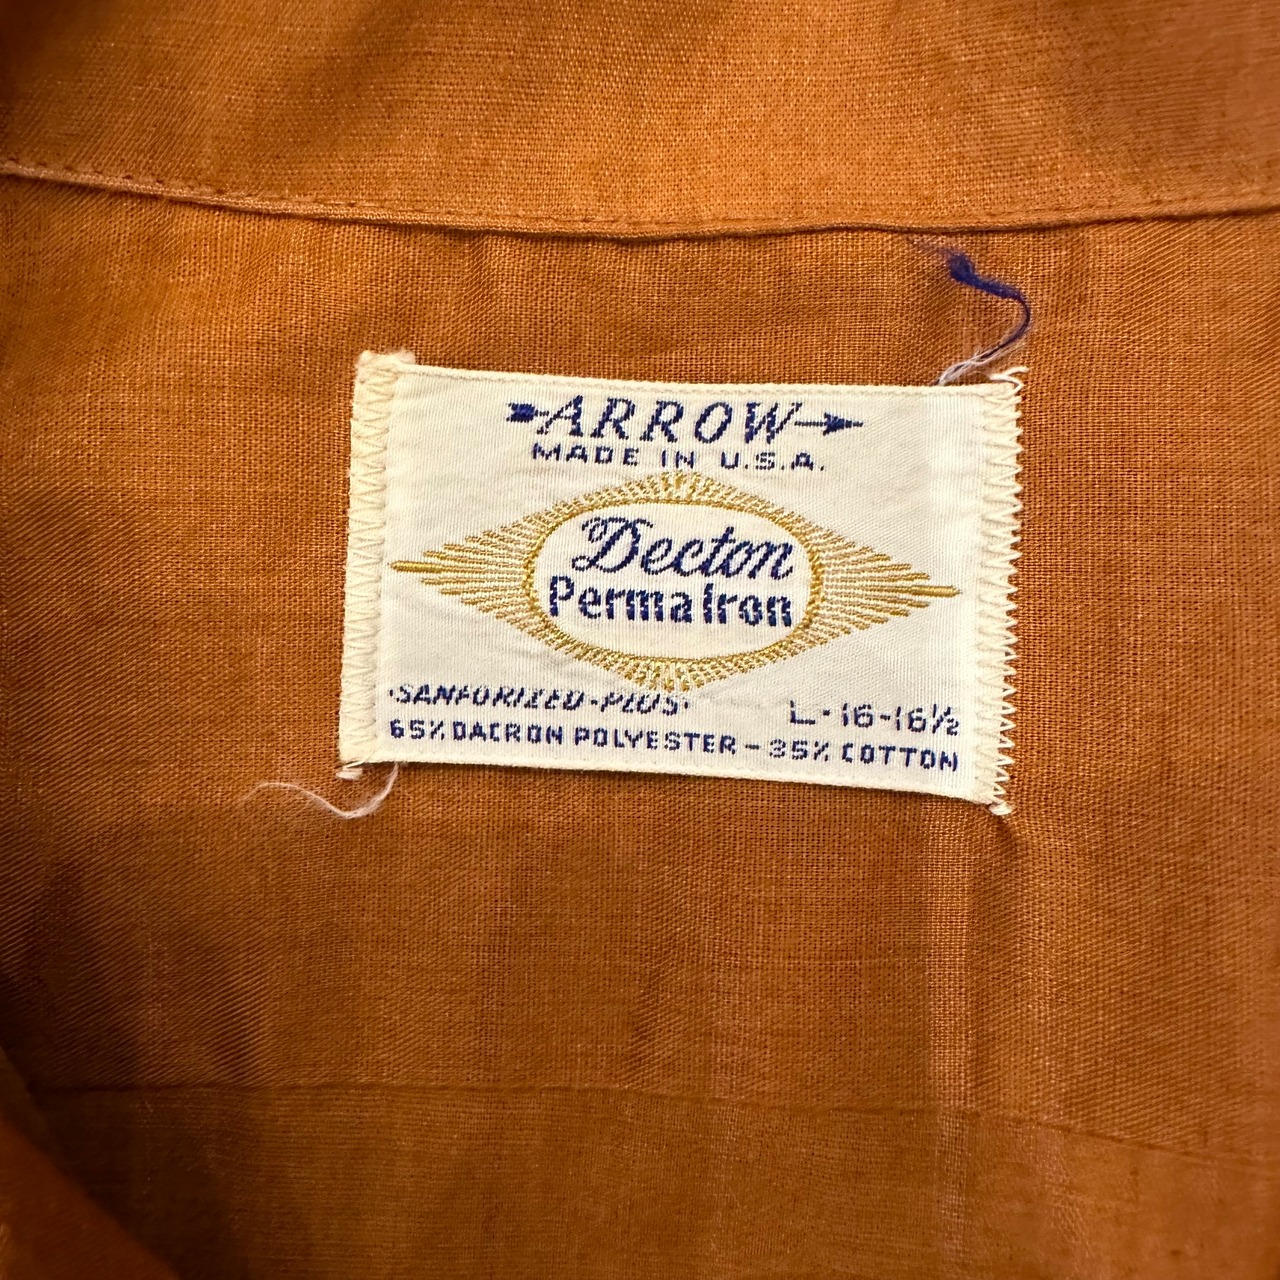 ARROW
MADE IN U.S.A.
Decton
Perma Iron
·SANFORIZED-PLUS·
L·16-16½
65% DACRON POLYESTER - 35% COTTON